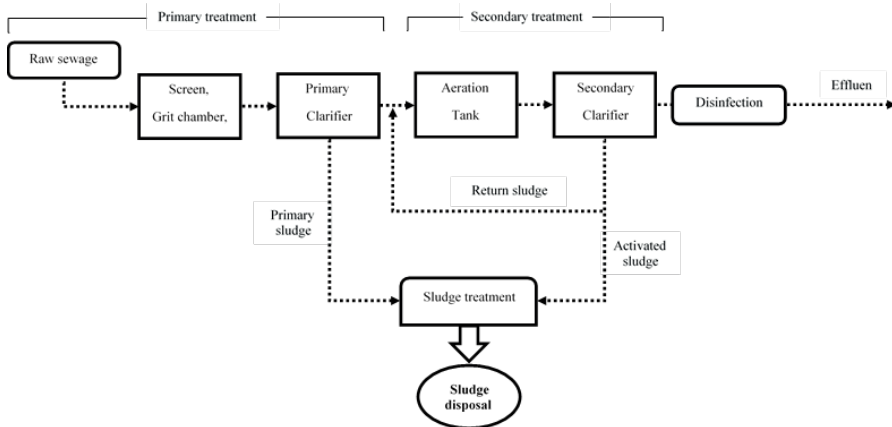 Primary treatment
Secondary treatment
Raw sewage
Screen,
Grit chamber,
Primary
Clarifier
Aeration
Tank
Secondary
Clarifier
Disinfection
Effluen
Return sludge
Primary
sludge
Activated
sludge
Sludge treatment
Sludge
disposal